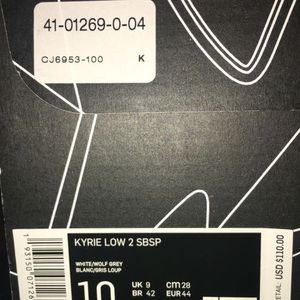 41-01269-0-04
CJ6953-100 K
KYRIE LOW 2 SBSP
WHITE/WOLF GREY
BLANC/GRIS LOUP
10
UK 9
CM 28
BR 42
EUR 44
RETAIL: USD $110.00